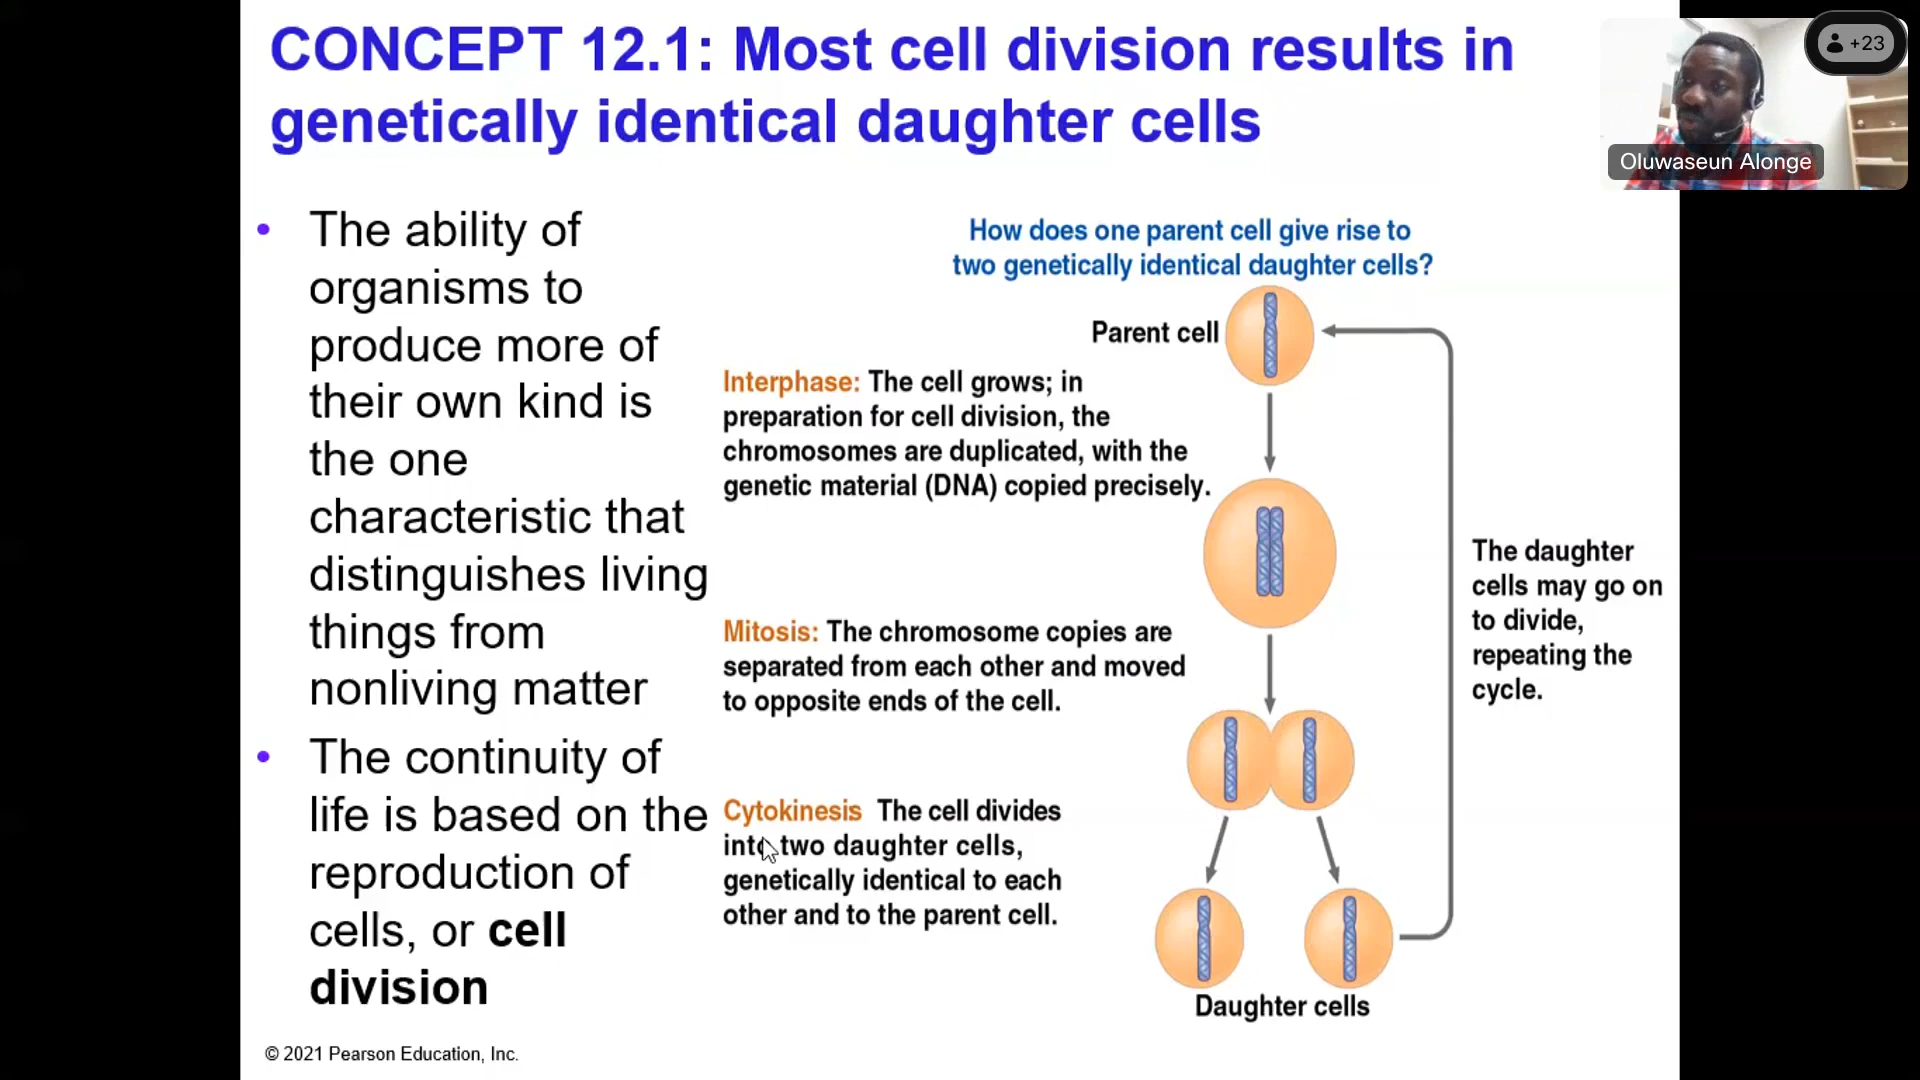 CONCEPT 12.1: Most cell division results in
genetically identical daughter cells
+23
Oluwaseun Alonge
• The ability of
organisms to
produce more of
their own kind is
the one
characteristic that
distinguishes living
things from
nonliving matter
• The continuity of
life is based on the
reproduction of
cells, or cell
division
How does one parent cell give rise to
two genetically identical daughter cells?
Parent cell
Interphase: The cell grows; in
preparation for cell division, the
chromosomes are duplicated, with the
genetic material (DNA) copied precisely.
Mitosis: The chromosome copies are
separated from each other and moved
to opposite ends of the cell.
Cytokinesis The cell divides
into two daughter cells,
genetically identical to each
other and to the parent cell.
The daughter
cells may go on
to divide,
repeating the
cycle.
Daughter cells
© 2021 Pearson Education, Inc.